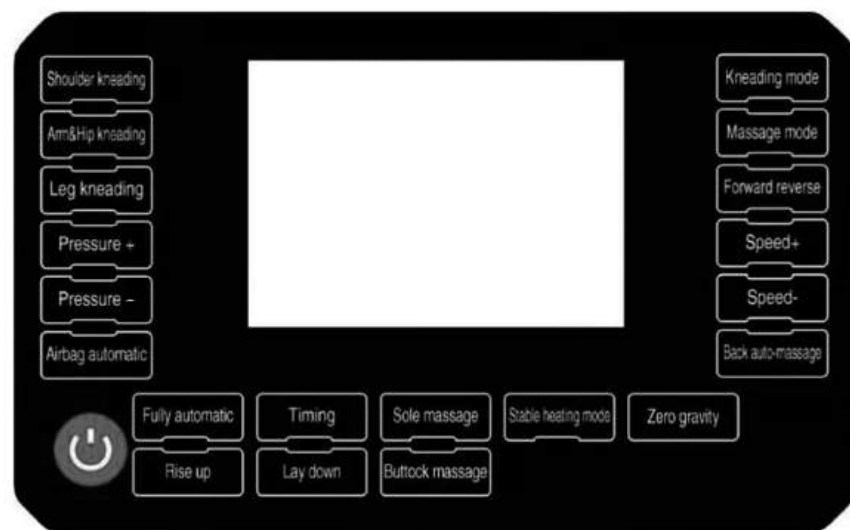 Shoulder kneading
Arm&Hip kneading
Leg kneading
Pressure +
Pressure –
Airbag automatic
Kneading mode
Massage mode
Forward reverse
Speed+
Speed-
Back auto-massage
Fully automatic
Timing
Sole massage
Stable heating mode
Zero gravity
Rise up
Lay down
Buttock massage